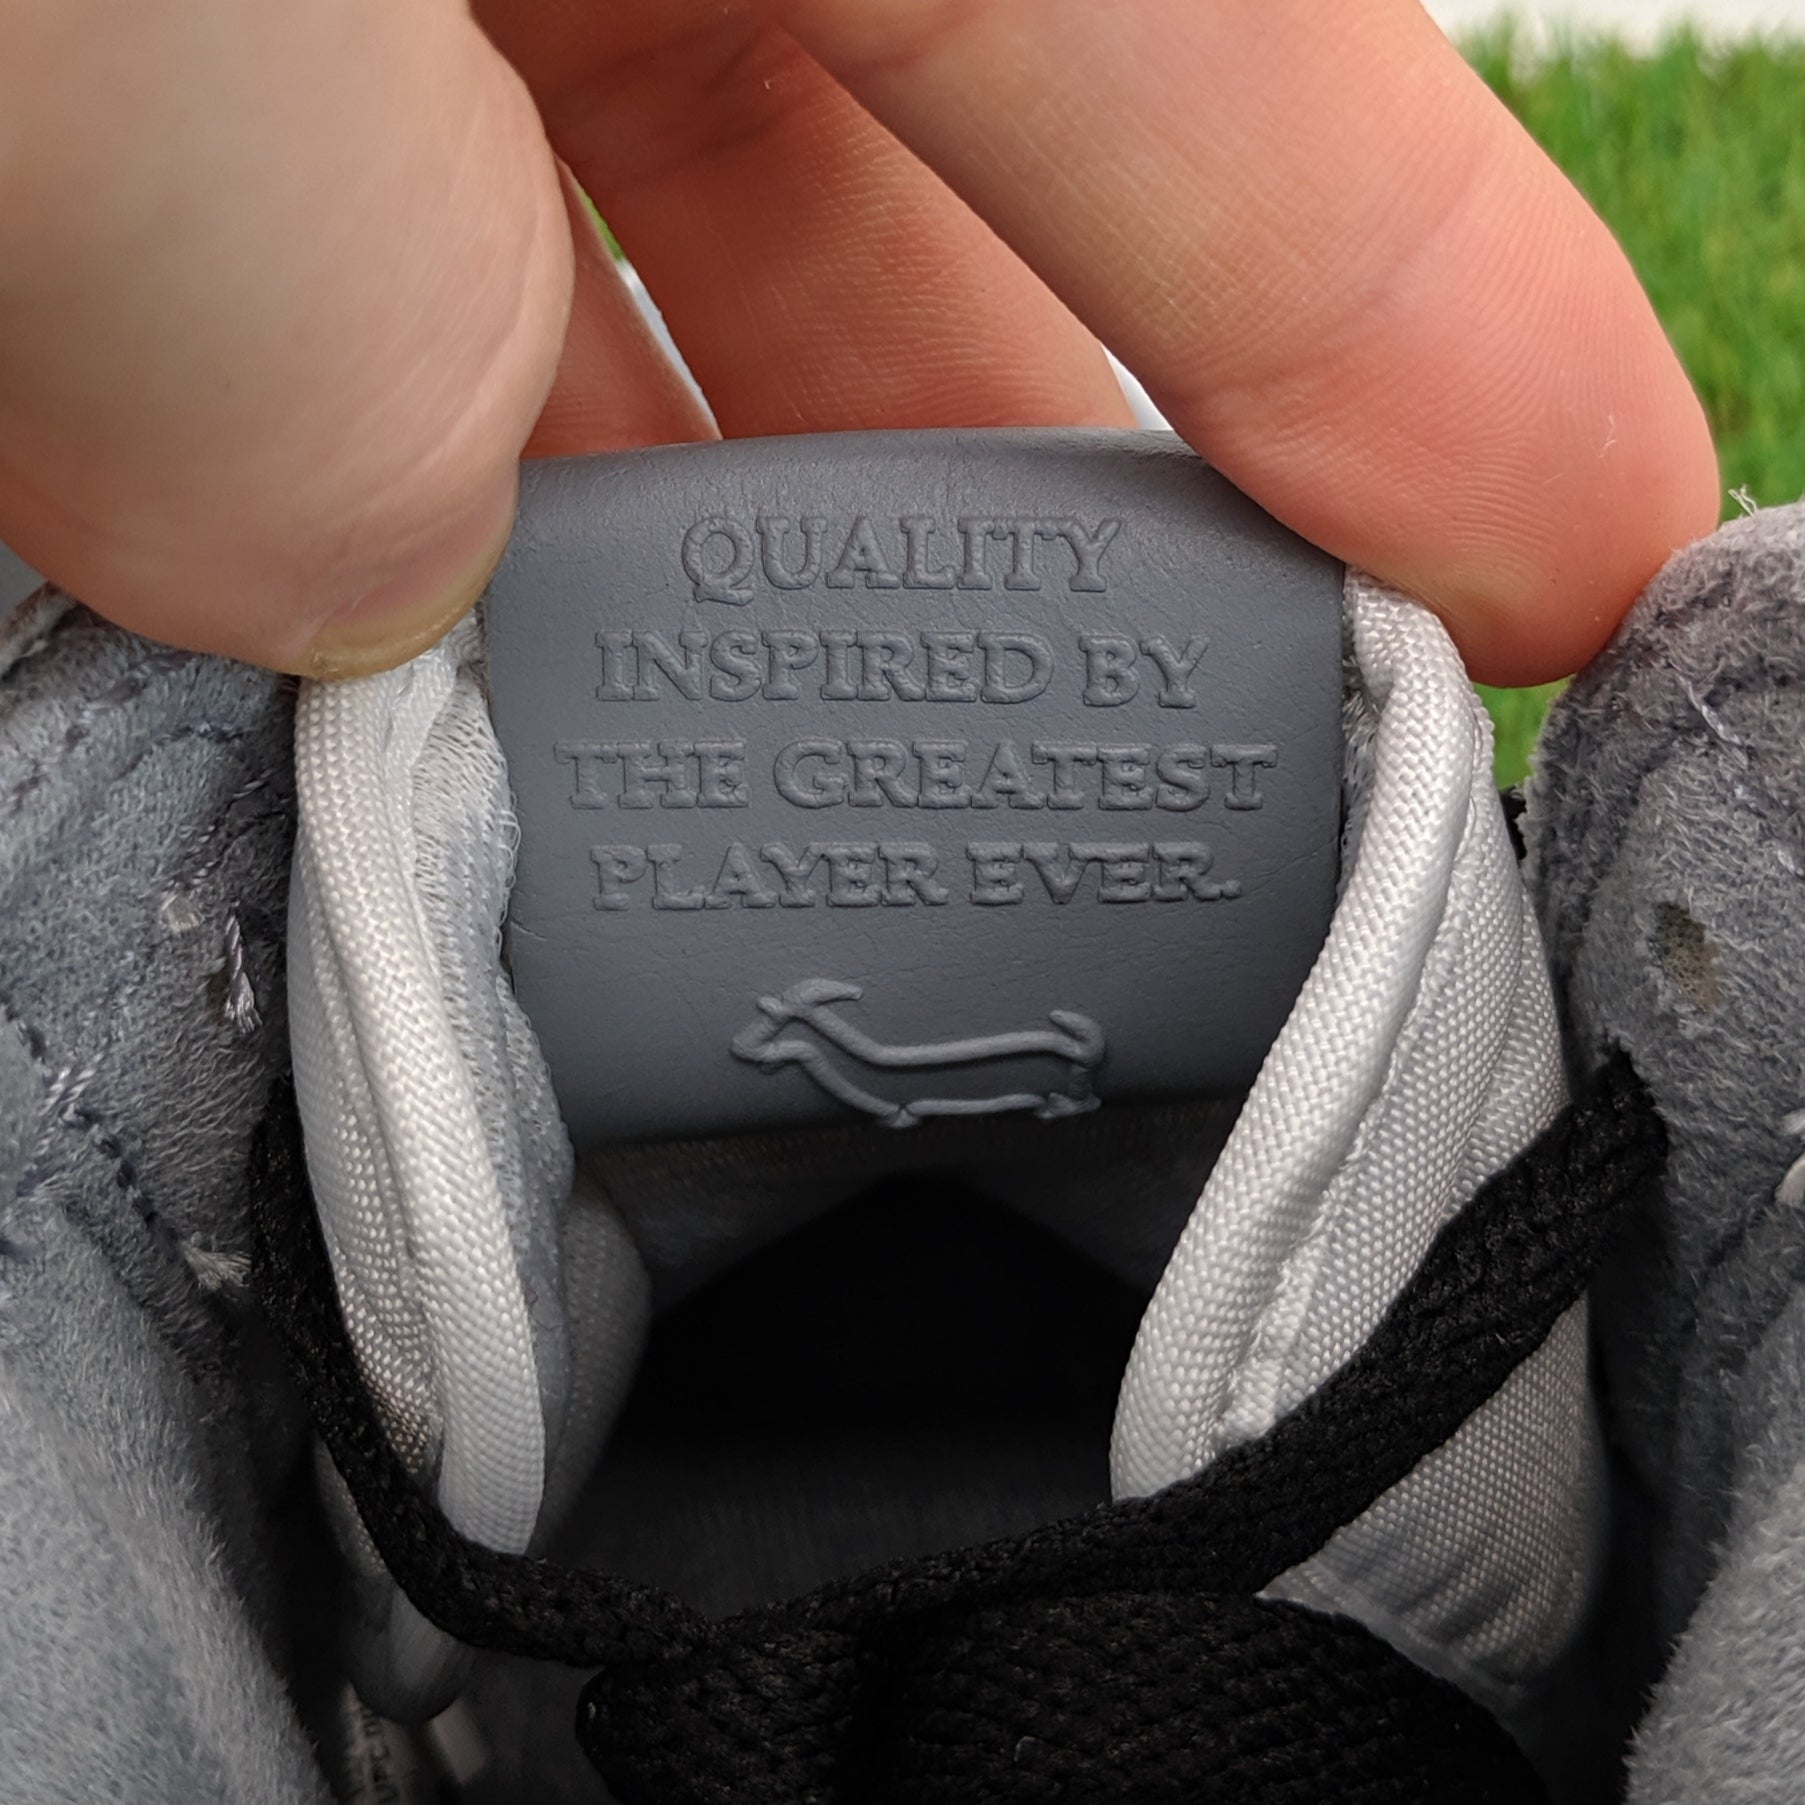 QUALITY
INSPIRED BY
THE GREATEST
PLAYER EVER.